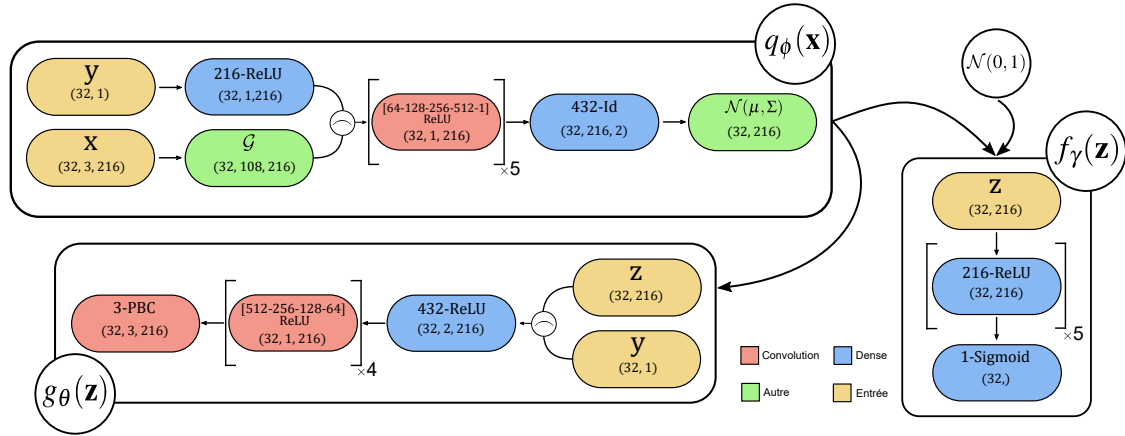 q_ϕ(𝐱)
y
(32, 1)
216-ReLU
(32, 1,216)
x
(32, 3, 216)
𝒢
(32, 108, 216)
[64-128-256-512-1]
ReLU
(32, 1, 216)
×5
432-Id
(32, 216, 2)
𝒩(μ, Σ)
(32, 216)
𝒩(0, 1)
f_γ(𝐳)
z
(32, 216)
216-ReLU
(32, 216)
×5
1-Sigmoid
(32,)
3-PBC
(32, 3, 216)
[512-256-128-64]
ReLU
(32, 1, 216)
×4
432-ReLU
(32, 2, 216)
z
(32, 216)
y
(32, 1)
g_θ(𝐳)
Convolution
Dense
Autre
Entrée